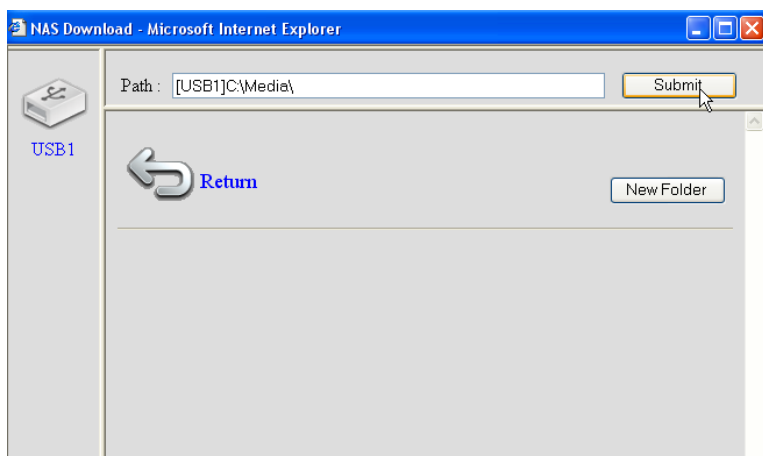 NAS Download - Microsoft Internet Explorer
Path : [USB1]C:\Media\ Submit
USB1
Return
New Folder